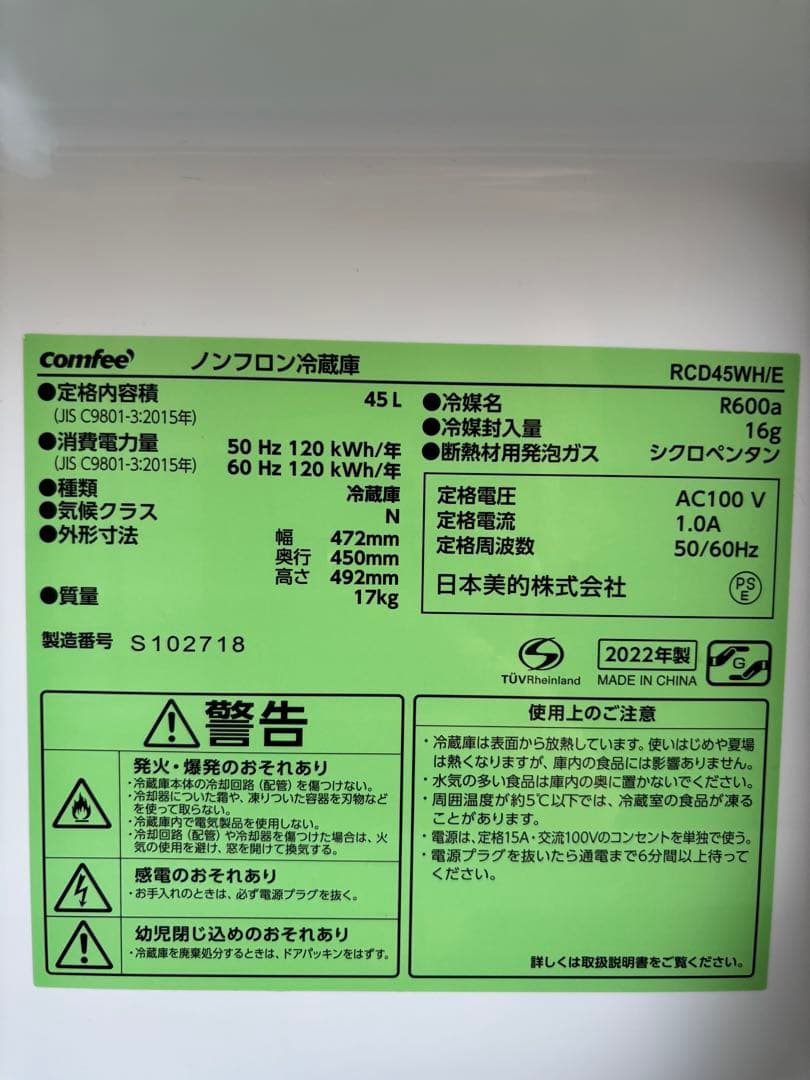 comfee' ノンフロン冷蔵庫 RCD45WH/E
●定格内容積 45 L
(JIS C9801-3:2015年)
●消費電力量 50 Hz 120 kWh/年
(JIS C9801-3:2015年) 60 Hz 120 kWh/年
●種類 冷蔵庫
●気候クラス N
●外形寸法 幅 472mm
奥行 450mm
高さ 492mm
●質量 17kg
製造番号 S102718
●冷媒名 R600a
●冷媒封入量 16g
●断熱材用発泡ガス シクロペンタン
定格電圧 AC100 V
定格電流 1.0A
定格周波数 50/60Hz
日本美的株式会社 PS E
TÜVRheinland
2022年製
MADE IN CHINA
G
警告
発火・爆発のおそれあり
・冷蔵庫本体の冷却回路(配管)を傷つけない。
・冷却器についた霜や、凍りついた容器を刃物など
を使って取らない。
・冷蔵庫内で電気製品を使用しない。
・冷却回路(配管)や冷却器を傷つけた場合は、火
気の使用を避け、窓を開けて換気する。
感電のおそれあり
・お手入れのときは、必ず電源プラグを抜く。
幼児閉じ込めのおそれあり
・冷蔵庫を廃棄処分するときは、ドアパッキンをはずす。
使用上のご注意
・冷蔵庫は表面から放熱しています。使いはじめや夏場
は熱くなりますが、庫内の食品には影響ありません。
・水気の多い食品は庫内の奥に置かないでください。
・周囲温度が約5℃以下では、冷蔵室の食品が凍る
ことがあります。
・電源は、定格15A・交流100Vのコンセントを単独で使う。
・電源プラグを抜いたら通電まで6分間以上待って
ください。
詳しくは取扱説明書をご覧ください。